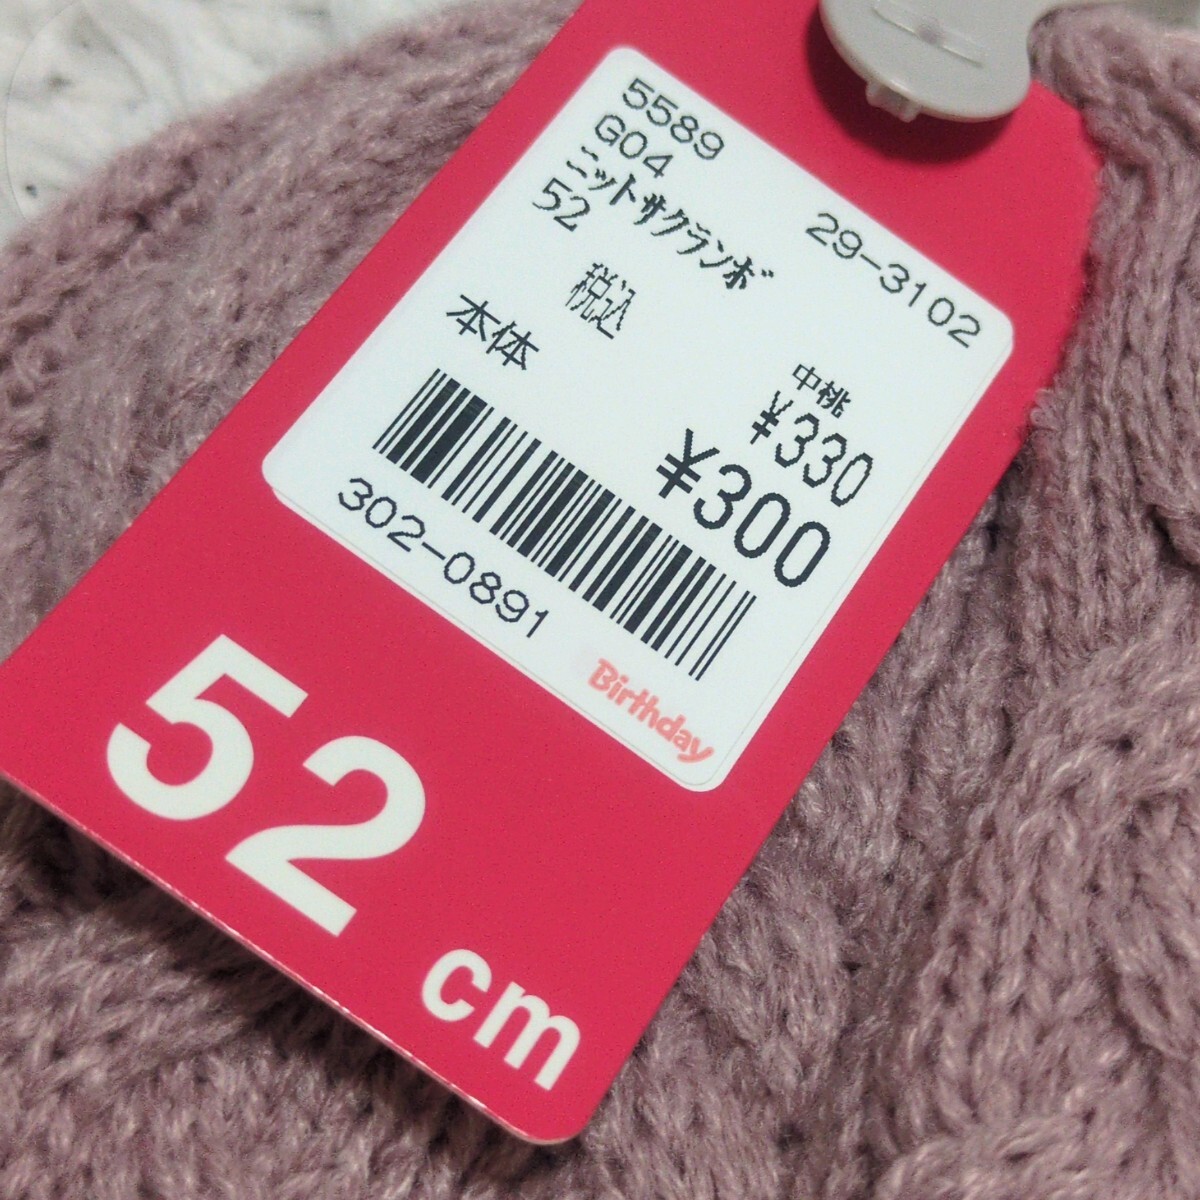 5589
G04
29-3102
ニットサクランボ
52
中桃
税込 ¥330
本体 ¥300
302-0891
Birthday
52 cm